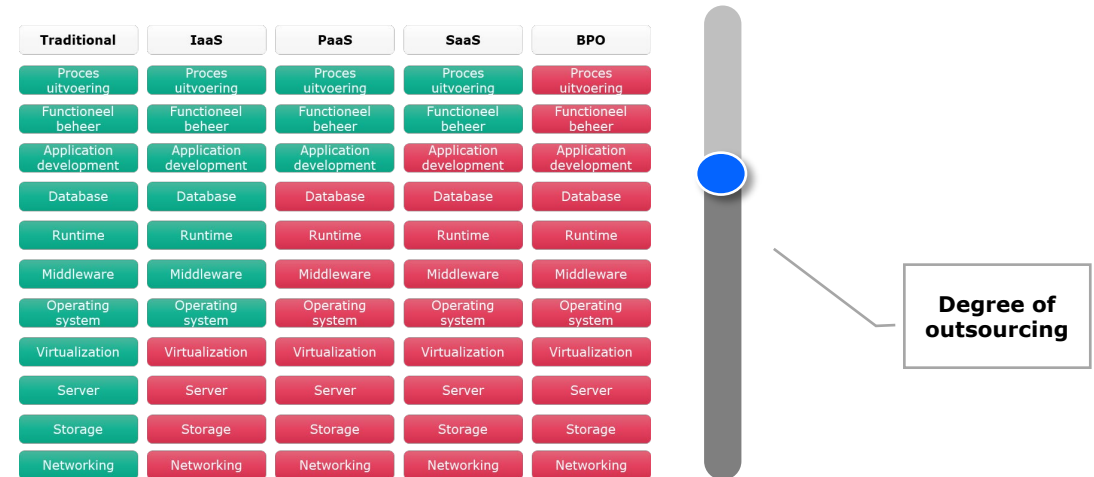 Traditional IaaS PaaS SaaS BPO
Proces Proces Proces Proces Proces
uitvoering uitvoering uitvoering uitvoering uitvoering
Functioneel Functioneel Functioneel Functioneel Functioneel
beheer beheer beheer beheer beheer
Application Application Application Application Application
development development development development development
Database Database Database Database Database
Runtime Runtime Runtime Runtime Runtime
Middleware Middleware Middleware Middleware Middleware
Operating Operating Operating Operating Operating
system system system system system
Virtualization Virtualization Virtualization Virtualization Virtualization
Server Server Server Server Server
Storage Storage Storage Storage Storage
Networking Networking Networking Networking Networking
Degree of
outsourcing